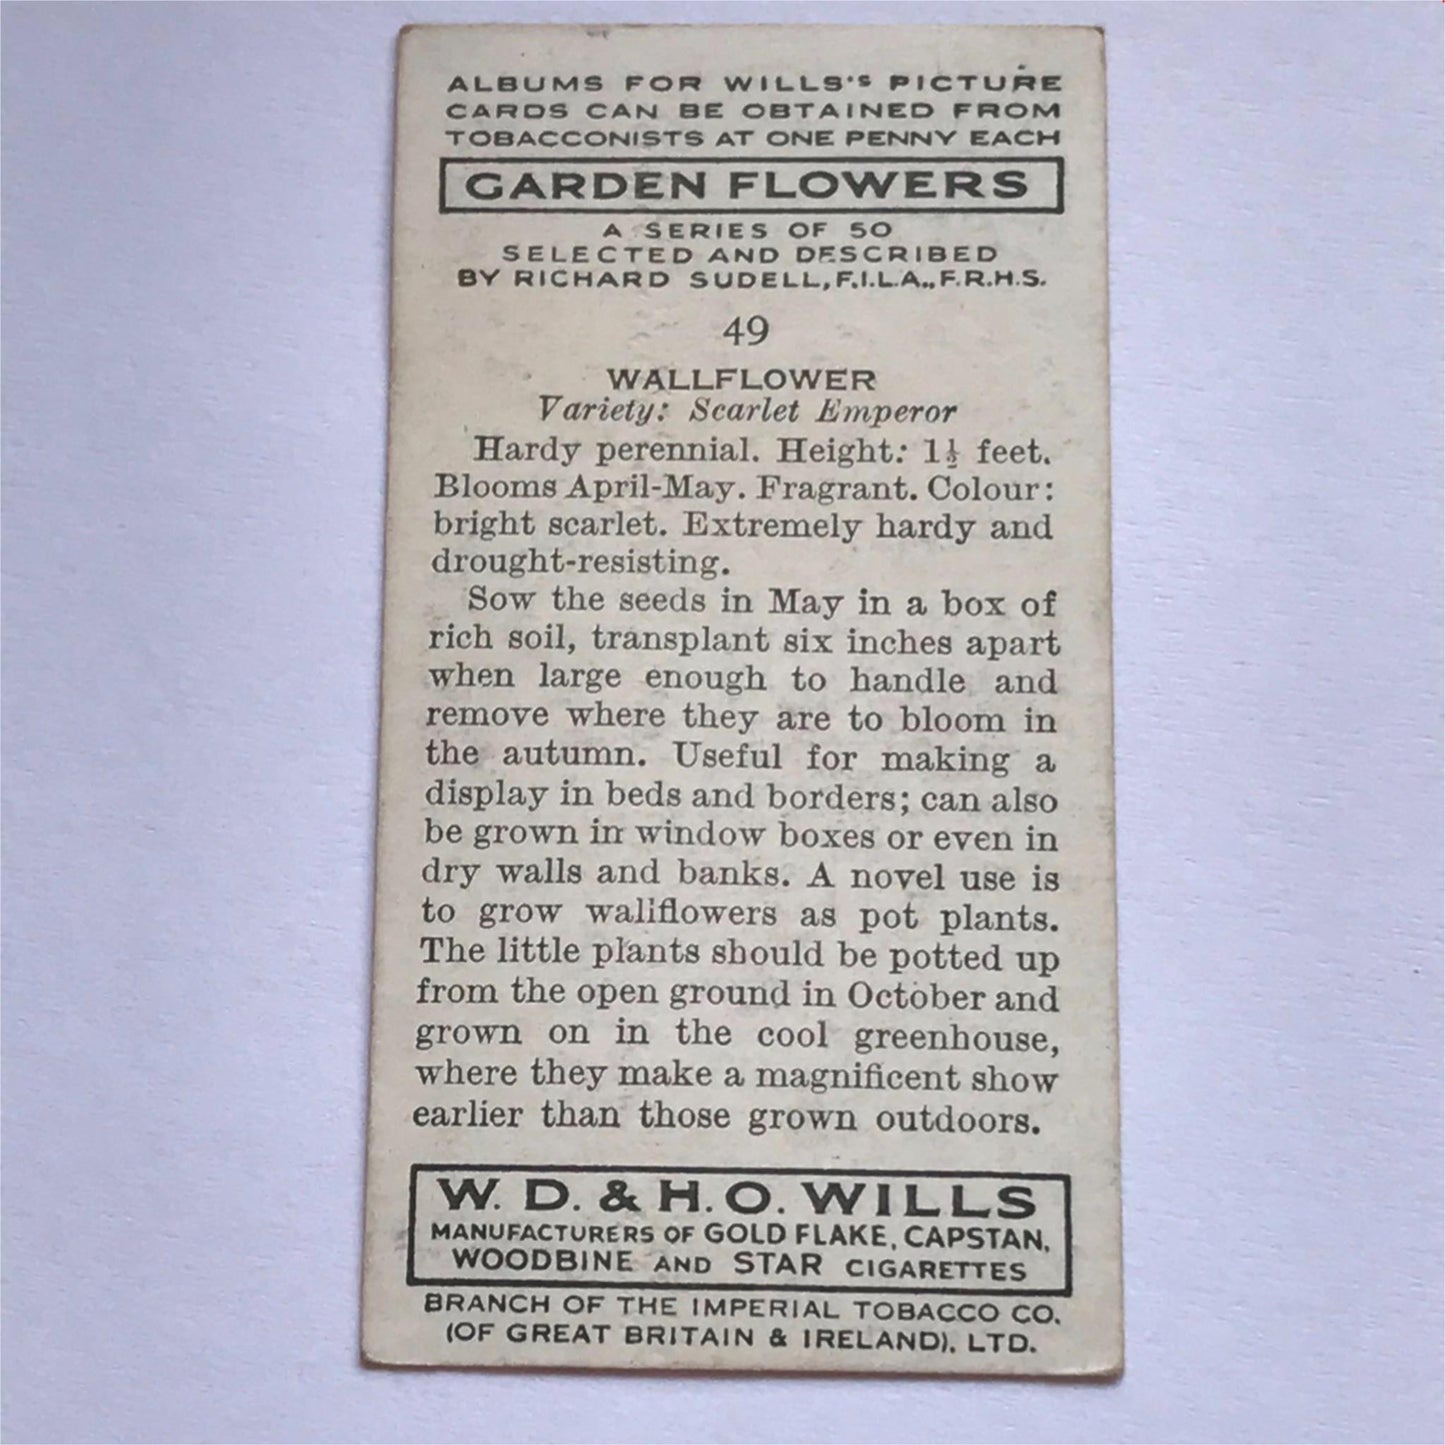 ALBUMS FOR WILLS'S PICTURE
CARDS CAN BE OBTAINED FROM
TOBACCONISTS AT ONE PENNY EACH
GARDEN FLOWERS
A SERIES OF 50
SELECTED AND DESCRIBED
BY RICHARD SUDELL, F.I.L.A., F.R.H.S.
49
WALLFLOWER
Variety: Scarlet Emperor
Hardy perennial. Height: 1½ feet.
Blooms April-May. Fragrant. Colour:
bright scarlet. Extremely hardy and
drought-resisting.
Sow the seeds in May in a box of
rich soil, transplant six inches apart
when large enough to handle and
remove where they are to bloom in
the autumn. Useful for making a
display in beds and borders; can also
be grown in window boxes or even in
dry walls and banks. A novel use is
to grow wallflowers as pot plants.
The little plants should be potted up
from the open ground in October and
grown on in the cool greenhouse,
where they make a magnificent show
earlier than those grown outdoors.
W. D. & H. O. WILLS
MANUFACTURERS OF GOLD FLAKE, CAPSTAN,
WOODBINE AND STAR CIGARETTES
BRANCH OF THE IMPERIAL TOBACCO CO.
(OF GREAT BRITAIN & IRELAND), LTD.